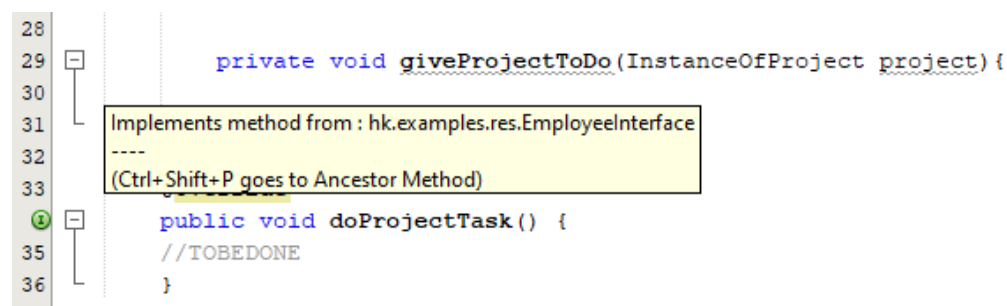 28
29 private void giveProjectToDo(InstanceOfProject project){
30
31 Implements method from : hk.examples.res.EmployeeInterface
32 ----
33 (Ctrl+Shift+P goes to Ancestor Method)
public void doProjectTask() {
35 //TOBEDONE
36 }